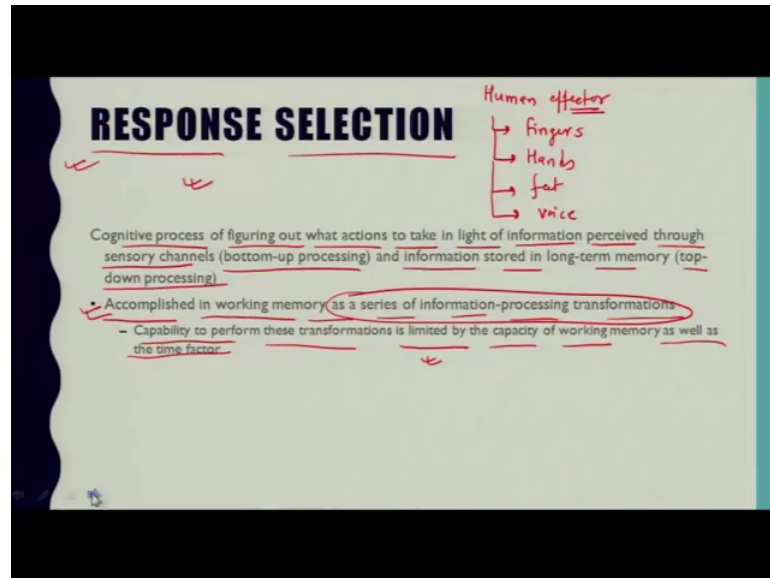 Human effector
Fingers
Hands
fat
voice
RESPONSE SELECTION
Cognitive process of figuring out what actions to take in light of information perceived through
sensory channels (bottom-up processing) and information stored in long-term memory (top-
down processing)
• Accomplished in working memory as a series of information-processing transformations
– Capability to perform these transformations is limited by the capacity of working memory as well as
the time factor